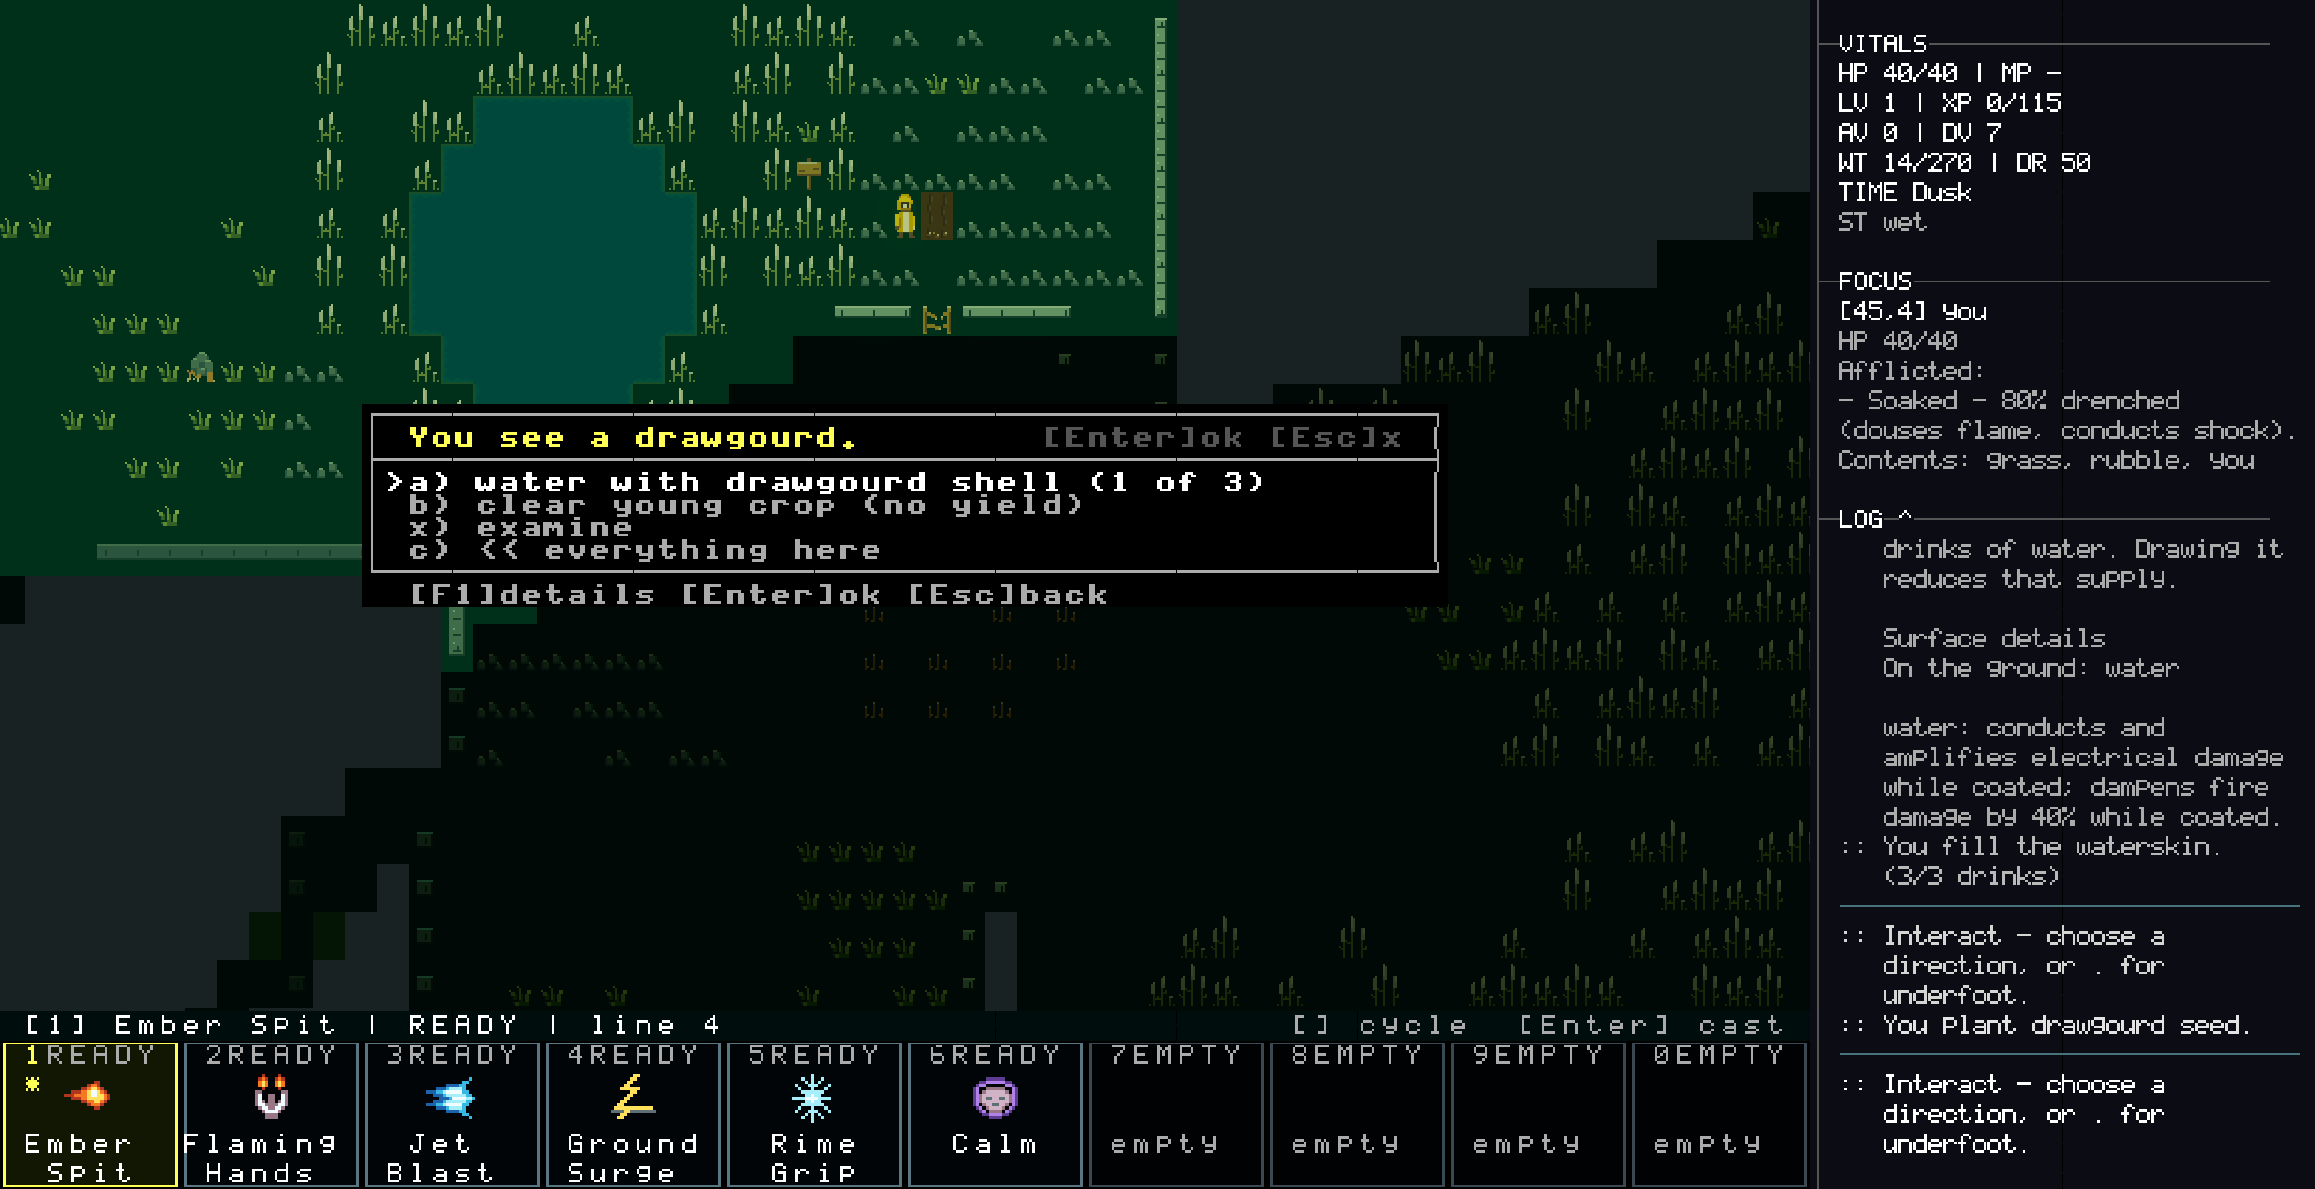 VITALS
HP 40/40 | MP -
LV 1 | XP 0/115
AV 0 | DV 7
WT 14/270 | DR 50
TIME Dusk
ST wet
FOCUS
[45,4] You
HP 40/40
Afflicted:
- Soaked - 80% drenched
(douses flame, conducts shock).
Contents: grass, rubble, you
LOG ^
drinks of water. Drawing it
reduces that supply.
Surface details
On the ground: water
water: conducts and
amplifies electrical damage
while coated; dampens fire
damage by 40% while coated.
:: You fill the waterskin.
(3/3 drinks)
:: Interact - choose a
direction, or . for
underfoot.
:: You plant drawgourd seed.
:: Interact - choose a
direction, or . for
underfoot.
You see a drawgourd. [Enter]ok [Esc]x
>a) water with drawgourd shell (1 of 3)
b) clear young crop (no yield)
x) examine
c) << everything here
[F1]details [Enter]ok [Esc]back
[1] Ember Spit | READY | line 4 [] cycle [Enter] cast
1READY 2READY 3READY 4READY 5READY 6READY 7EMPTY 8EMPTY 9EMPTY 0EMPTY
Ember Flaming Jet Ground Rime Calm empty empty empty empty
Spit Hands Blast Surge Grip